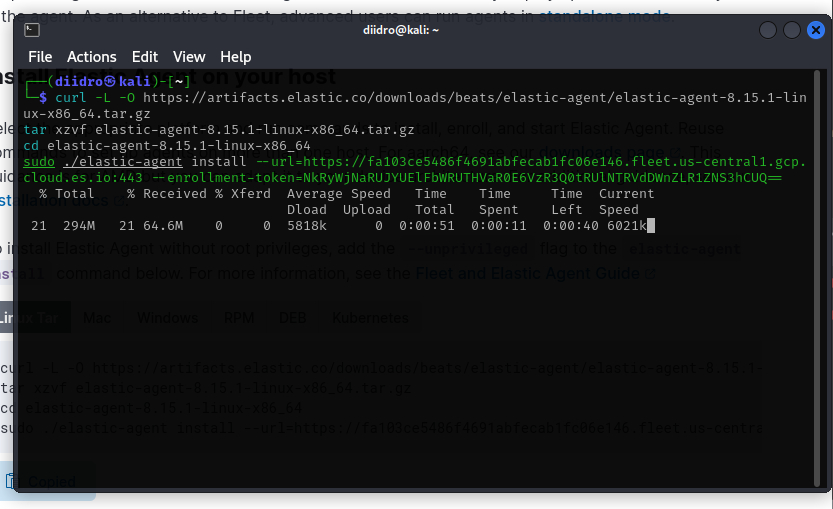 the agent. As an alternative to Fleet, advanced users can run agents in standalone mode.
diidro@kali: ~
File Actions Edit View Help
nstall Elastic Agent on your host
(diidro㉿kali)-[~]
$ curl -L -O https://artifacts.elastic.co/downloads/beats/elastic-agent/elastic-agent-8.15.1-lin
ux-x86_64.tar.gz
tar xzvf elastic-agent-8.15.1-linux-x86_64.tar.gz
cd elastic-agent-8.15.1-linux-x86_64
sudo ./elastic-agent install --url=https://fa103ce5486f4691abfecab1fc06e146.fleet.us-central1.gcp.
cloud.es.io:443 --enrollment-token=NkRyWjNaRUJYUElFbWRUTHVaR0E6VzR3Q0tRUlNTRVdDWnZLR1ZNS3hCUQ==
% Total % Received % Xferd Average Speed Time Time Time Current
Dload Upload Total Spent Left Speed
21 294M 21 64.6M 0 0 5818k 0 0:00:51 0:00:11 0:00:40 6021k
install, enroll, and start Elastic Agent. Reuse
the host. For aarch64, see our downloads page. This
stallation docs
o install Elastic Agent without root privileges, add the --unprivileged flag to the elastic-agent
nstall command below. For more information, see the Fleet and Elastic Agent Guide
Linux Tar Mac Windows RPM DEB Kubernetes
curl -L -O https://artifacts.elastic.co/downloads/beats/elastic-agent/elastic-agent-8.15.1-
tar xzvf elastic-agent-8.15.1-linux-x86_64.tar.gz
cd elastic-agent-8.15.1-linux-x86_64
sudo ./elastic-agent install --url=https://fa103ce5486f4691abfecab1fc06e146.fleet.us-centra
Copied